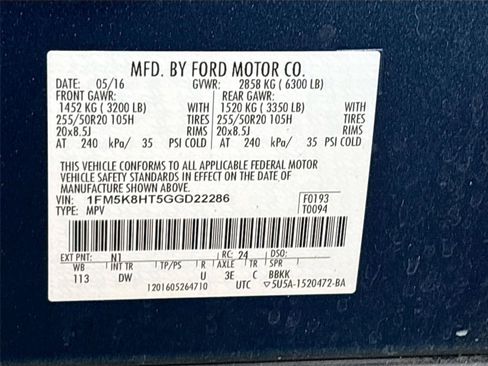 MFD. BY FORD MOTOR CO.
DATE: 05/16 GVWR: 2858 KG ( 6300 LB)
FRONT GAWR: REAR GAWR:
1452 KG ( 3200 LB) WITH 1520 KG ( 3350 LB) WITH
255/50R20 105H TIRES 255/50R20 105H TIRES
20x8.5J RIMS 20x8.5J RIMS
AT 240 kPa/ 35 PSI COLD AT 240 kPa/ 35 PSI COLD
THIS VEHICLE CONFORMS TO ALL APPLICABLE FEDERAL MOTOR
VEHICLE SAFETY STANDARDS IN EFFECT ON THE DATE OF
MANUFACTURE SHOWN ABOVE.
VIN: 1FM5K8HT5GGD22286 F0193
TYPE: MPV T0094
EXT PNT: N1 RC: 24 DSO:
WB INT TR TP/PS R AXLE TR SPR
113 DW U 3E C BBKK
1201605264710 UTC ▽5U5A-1520472-BA